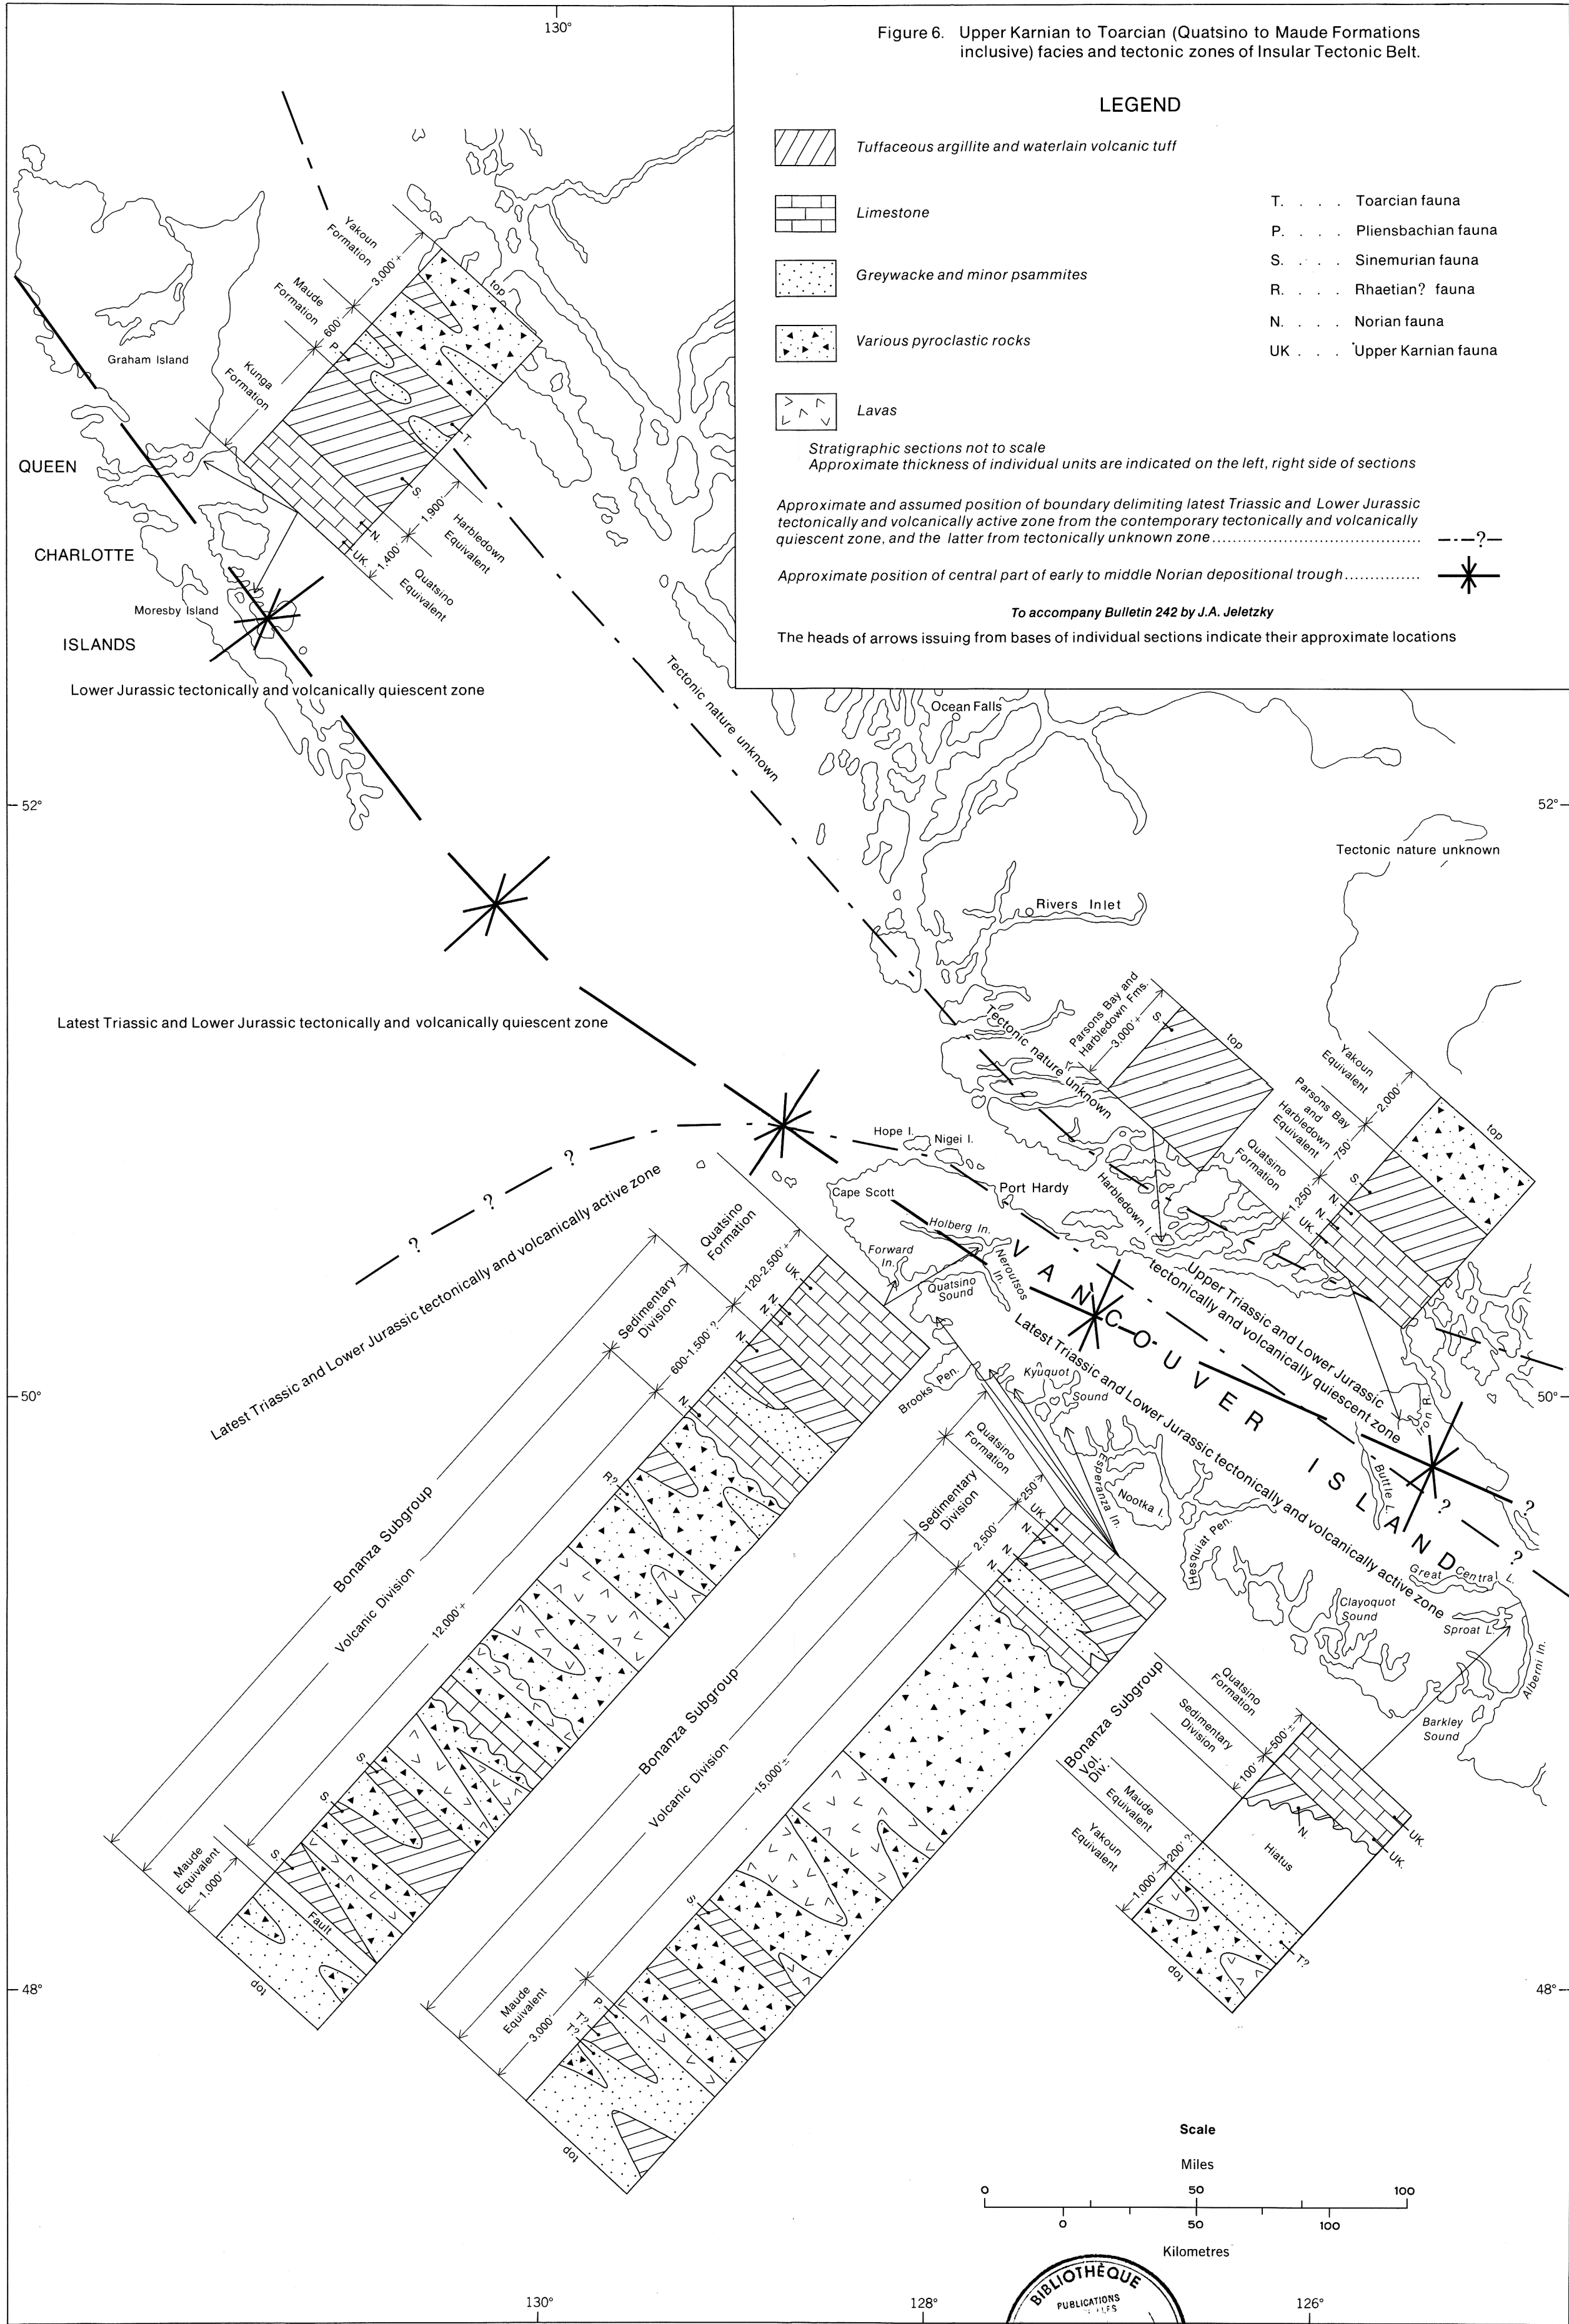 130°
Figure 6. Upper Karnian to Toarcian (Quatsino to Maude Formations
inclusive) facies and tectonic zones of Insular Tectonic Belt.
LEGEND
Tuffaceous argillite and waterlain volcanic tuff
Limestone
Greywacke and minor psammites
Various pyroclastic rocks
Lavas
T. . . . Toarcian fauna
P. . . . Pliensbachian fauna
S. . . . Sinemurian fauna
R. . . . Rhaetian? fauna
N. . . . Norian fauna
UK . . . Upper Karnian fauna
Stratigraphic sections not to scale
Approximate thickness of individual units are indicated on the left, right side of sections
Approximate and assumed position of boundary delimiting latest Triassic and Lower Jurassic
tectonically and volcanically active zone from the contemporary tectonically and volcanically
quiescent zone, and the latter from tectonically unknown zone........................................ —-—?—
Approximate position of central part of early to middle Norian depositional trough...............
To accompany Bulletin 242 by J.A. Jeletzky
The heads of arrows issuing from bases of individual sections indicate their approximate locations
Yakoun
Formation
3,000'+
top
Maude
Formation
600'
P.
Kunga
Formation
T.
S.
N.
UK
1,900'
Harbledown
Equivalent
1,400'
Quatsino
Equivalent
Graham Island
QUEEN
CHARLOTTE
Moresby Island
ISLANDS
Lower Jurassic tectonically and volcanically quiescent zone
Tectonic nature unknown
Ocean Falls
52°
52°
Tectonic nature unknown
Rivers Inlet
Latest Triassic and Lower Jurassic tectonically and volcanically quiescent zone
Parsons Bay and
Harbledown Fms.
3,000'+
S.
top
Tectonic nature unknown
Yakoun
Equivalent
2,000'
top
Parsons Bay
and
Harbledown
Equivalent
750'
Quatsino
Formation
1,250'
S.
N.
N.
UK.
? ? ?
Latest Triassic and Lower Jurassic tectonically and volcanically active zone
Hope I.
Nigei I.
Cape Scott
Port Hardy
Harbledown I.
Holberg In.
Forward
In.
Neroutsos
In.
Quatsino
Sound
VANCOUVER ISLAND
Upper Triassic and Lower Jurassic
tectonically and volcanically quiescent zone
Latest Triassic and Lower Jurassic tectonically and volcanically active zone
Brooks Pen.
Kyuquot
Sound
Esperanza In.
Nootka I.
Hesquiat Pen.
Buttle L.
?
?
?
Great Central L.
Clayoquot
Sound
Sproat L.
Alberni In.
Barkley
Sound
50°
50°
Quatsino
Formation
120-2,500'+
UK.
Sedimentary
Division
600-1,500'?
N.
N.
N.
N.
R?
Bonanza Subgroup
Volcanic Division
12,000'+
S.
S.
S.
Maude
Equivalent
1,000'
Fault
top
Quatsino
Formation
250'
UK.
Sedimentary
Division
2,500'
N.
N.
N.
Bonanza Subgroup
Volcanic Division
15,000'±
S.
Maude
Equivalent
3,000'
P.
T?
T?
top
Quatsino
Formation
500'±
Sedimentary
Division
100'
Bonanza Subgroup
Vol.
Div.
Maude
Equivalent
200'?
Yakoun
Equivalent
1,000'
UK.
UK.
N.
Hiatus
T?
top
48°
48°
Scale
Miles
0 50 100
0 50 100
Kilometres
BIBLIOTHÈQUE
PUBLICATIONS
130°
128°
126°